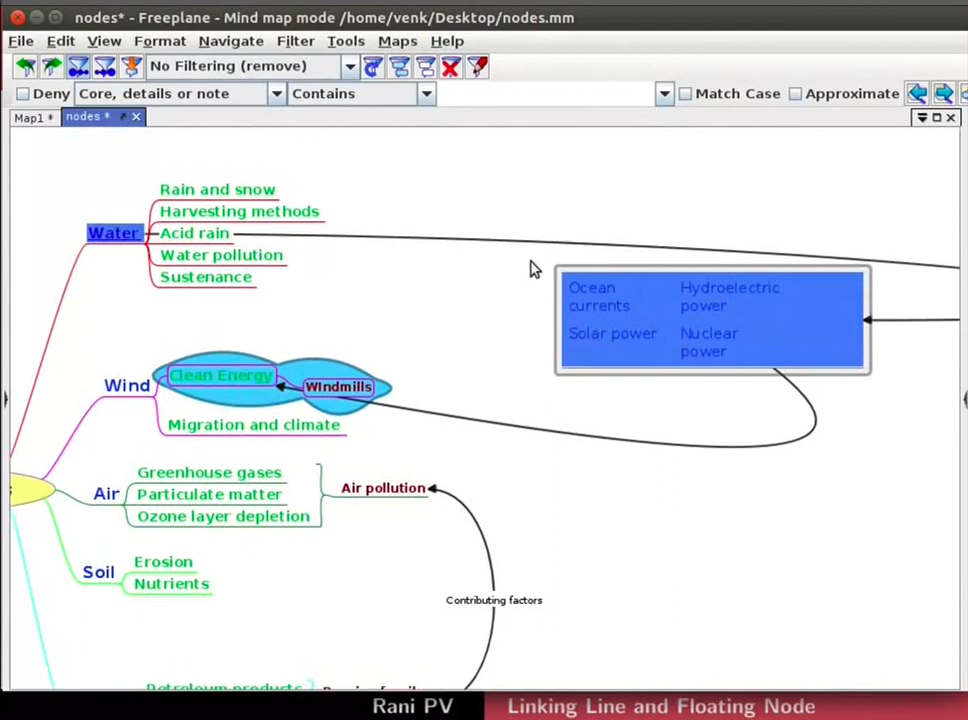 nodes* - Freeplane - Mind map mode /home/venk/Desktop/nodes.mm
File Edit View Format Navigate Filter Tools Maps Help
No Filtering (remove)
Deny Core, details or note Contains Match Case Approximate
Map1 * nodes *
Rain and snow
Harvesting methods
Water Acid rain
Water pollution
Sustenance
Ocean currents
Hydroelectric power
Solar power
Nuclear power
Clean Energy
Wind
Windmills
Migration and climate
Greenhouse gases
Air Particulate matter
Ozone layer depletion
Air pollution
Erosion
Soil
Nutrients
Contributing factors
Petroleum products
Rani PV Linking Line and Floating Node